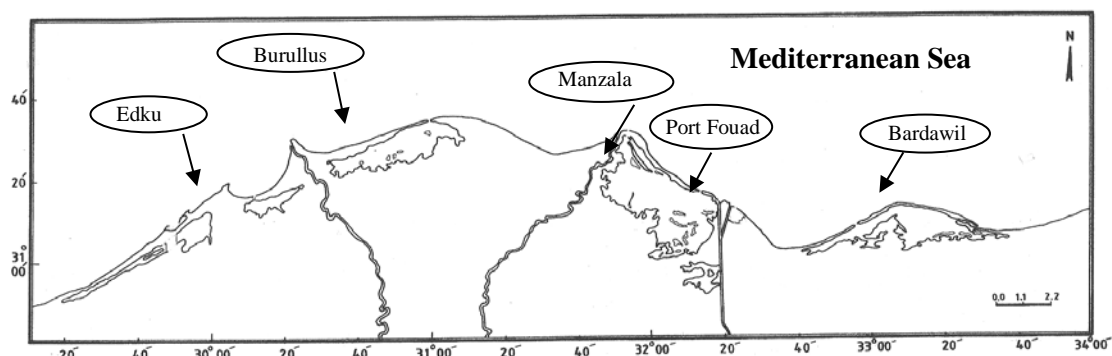 Mediterranean Sea
N
Burullus
Manzala
Edku
Port Fouad
Bardawil
40´
20´
31
00´
0.0 1.1 2.2
20´ 40´ 30°00´ 20´ 40´ 31°00´ 20´ 40´ 32°00´ 20´ 40´ 33°00´ 20´ 40´ 34°00´